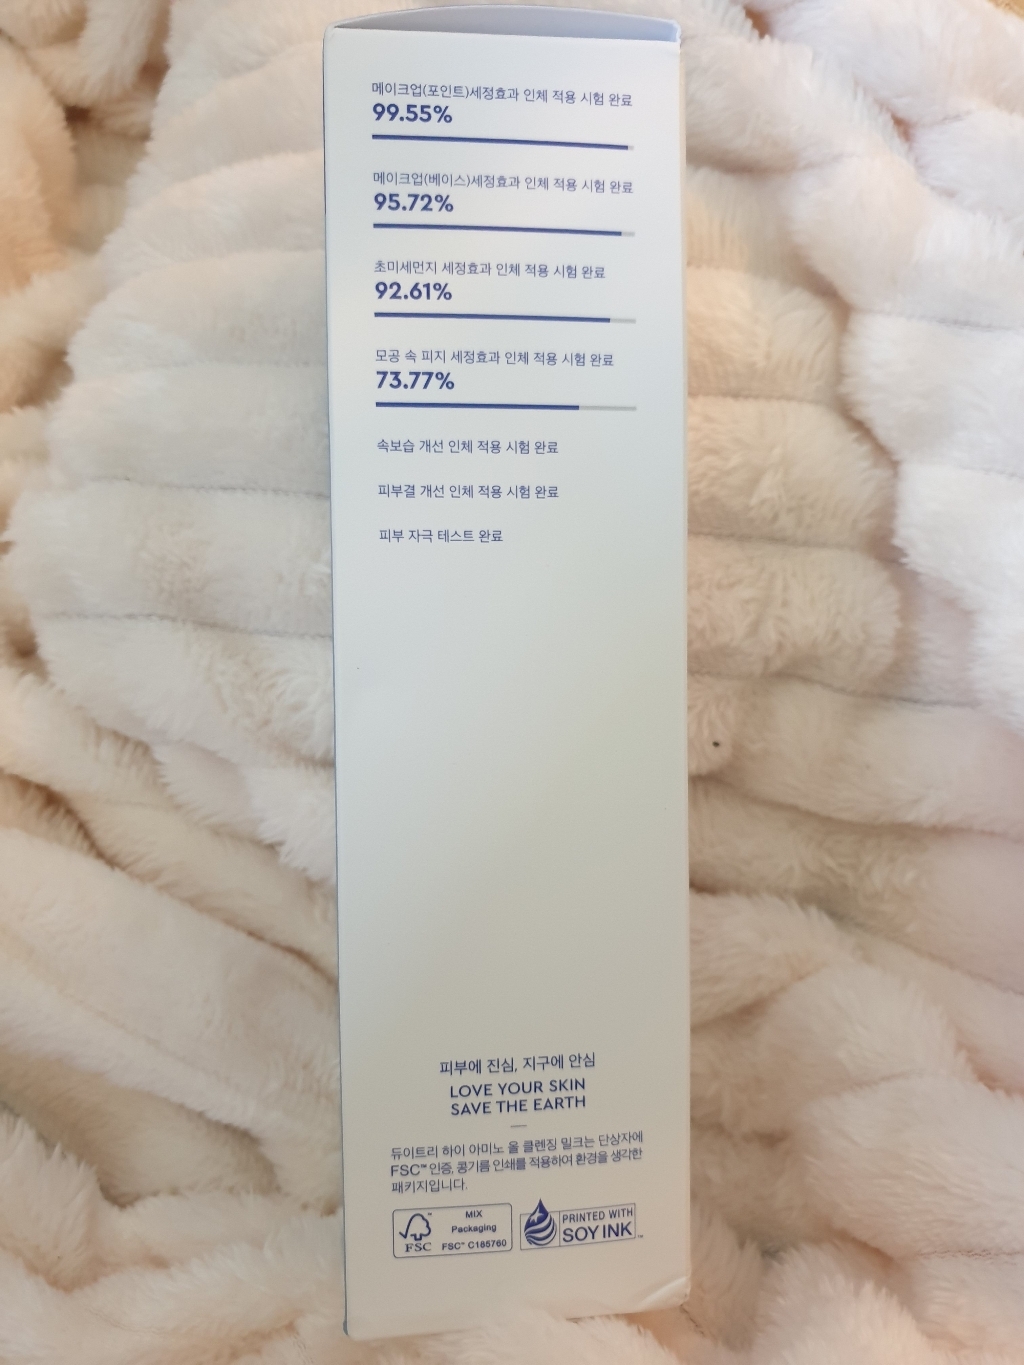 메이크업(포인트)세정효과 인체 적용 시험 완료
99.55%
메이크업(베이스)세정효과 인체 적용 시험 완료
95.72%
초미세먼지 세정효과 인체 적용 시험 완료
92.61%
모공 속 피지 세정효과 인체 적용 시험 완료
73.77%
속보습 개선 인체 적용 시험 완료
피부결 개선 인체 적용 시험 완료
피부 자극 테스트 완료
피부에 진심, 지구에 안심
LOVE YOUR SKIN
SAVE THE EARTH
듀이트리 하이 아미노 올 클렌징 밀크는 단상자에
FSC™ 인증, 콩기름 인쇄를 적용하여 환경을 생각한
패키지입니다.
MIX
Packaging
FSC FSC™ C185760
PRINTED WITH
SOY INK™